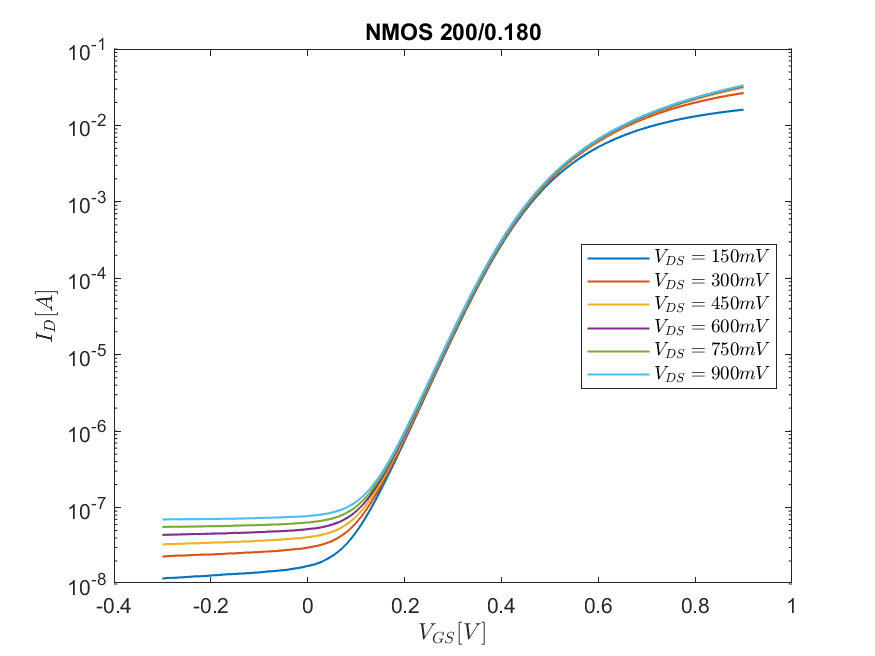 NMOS 200/0.180
10^-1
10^-2
10^-3
10^-4
10^-5
10^-6
10^-7
10^-8
I_D[A]
V_DS = 150mV
V_DS = 300mV
V_DS = 450mV
V_DS = 600mV
V_DS = 750mV
V_DS = 900mV
-0.4 -0.2 0 0.2 0.4 0.6 0.8 1
V_GS[V]